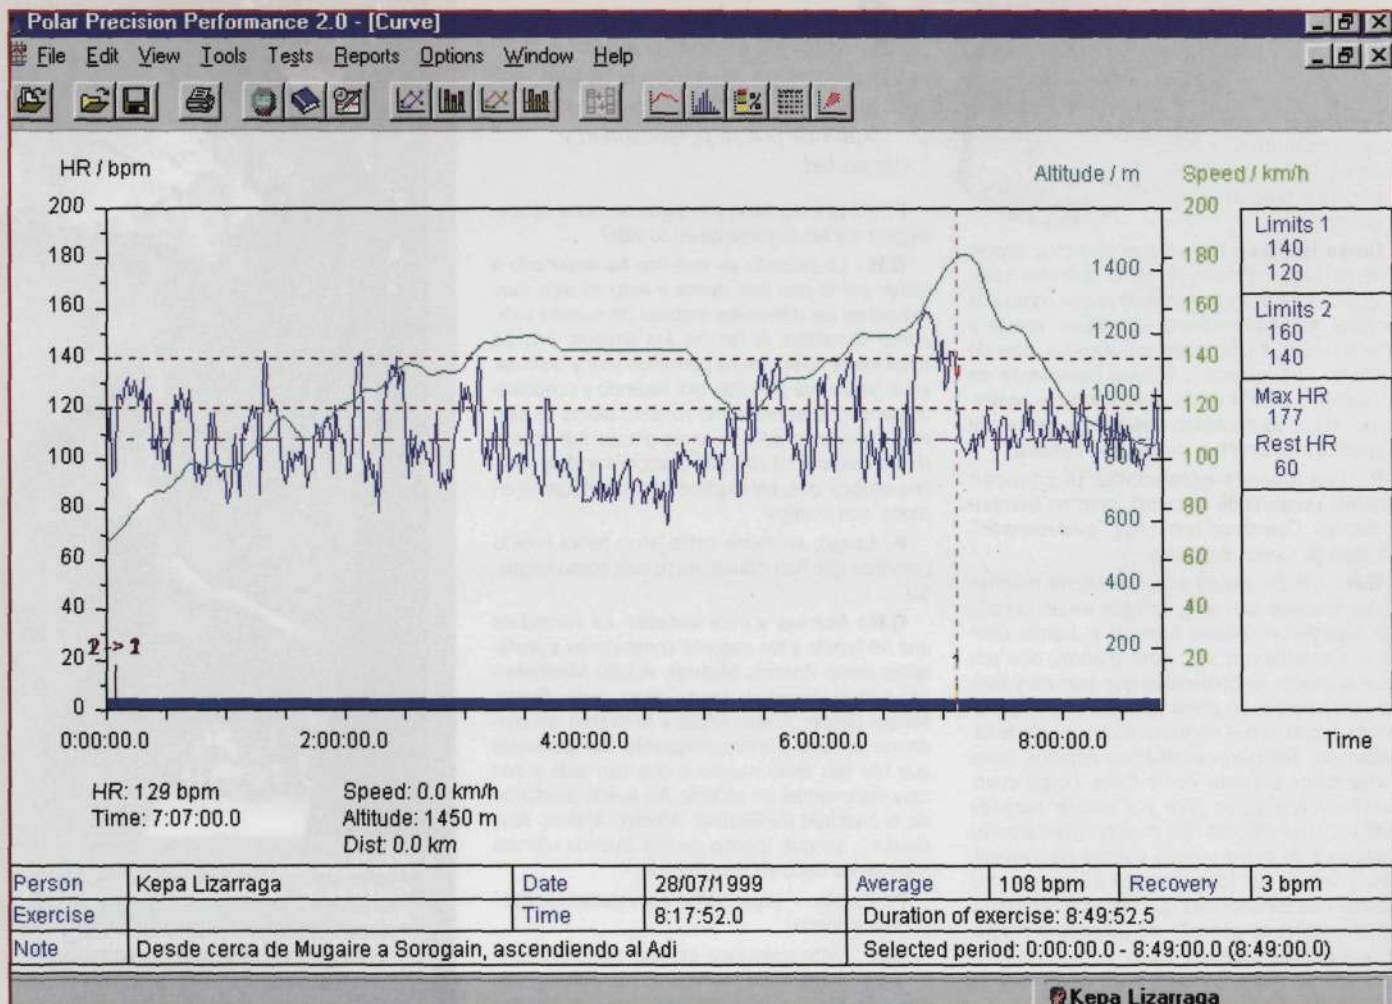 Polar Precision Performance 2.0 - [Curve]
File Edit View Tools Tests Reports Options Window Help
HR / bpm
Altitude / m
Speed / km/h
200
180
160
140
120
100
80
60
40
20
0
1400
1200
1000
800
600
400
200
200
180
160
140
120
100
80
60
40
20
2 -> 1
0:00:00.0
2:00:00.0
4:00:00.0
6:00:00.0
8:00:00.0
Time
Limits 1
140
120
Limits 2
160
140
Max HR
177
Rest HR
60
HR: 129 bpm
Time: 7:07:00.0
Speed: 0.0 km/h
Altitude: 1450 m
Dist: 0.0 km
Person Kepa Lizarraga Date 28/07/1999 Average 108 bpm Recovery 3 bpm
Exercise Time 8:17:52.0 Duration of exercise: 8:49:52.5
Note Desde cerca de Mugaire a Sorogain, ascendiendo al Adi Selected period: 0:00:00.0 - 8:49:00.0 (8:49:00.0)
Kepa Lizarraga